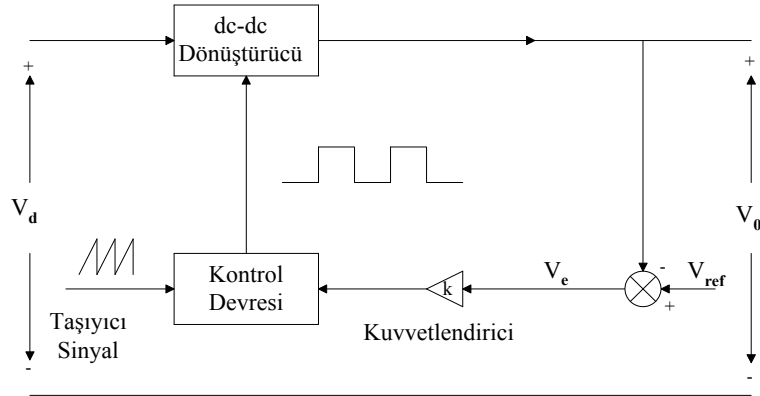 dc-dc
Dönüştürücü
+
+
V_d
V_0
-
V_e
V_ref
+
k
Kontrol
Devresi
Kuvvetlendirici
Taşıyıcı
Sinyal
-
-